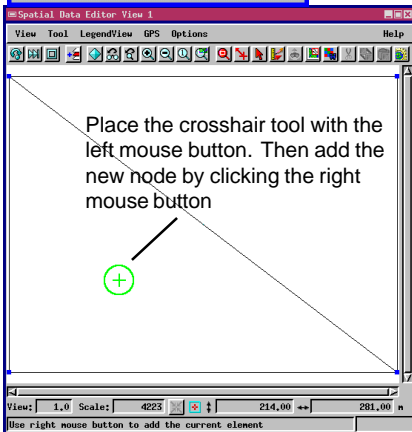 Spatial Data Editor View 1
View Tool LegendView GPS Options Help
Place the crosshair tool with the
left mouse button. Then add the
new node by clicking the right
mouse button
View: 1.0 Scale: 4223 214.00 281.00 m
Use right mouse button to add the current element